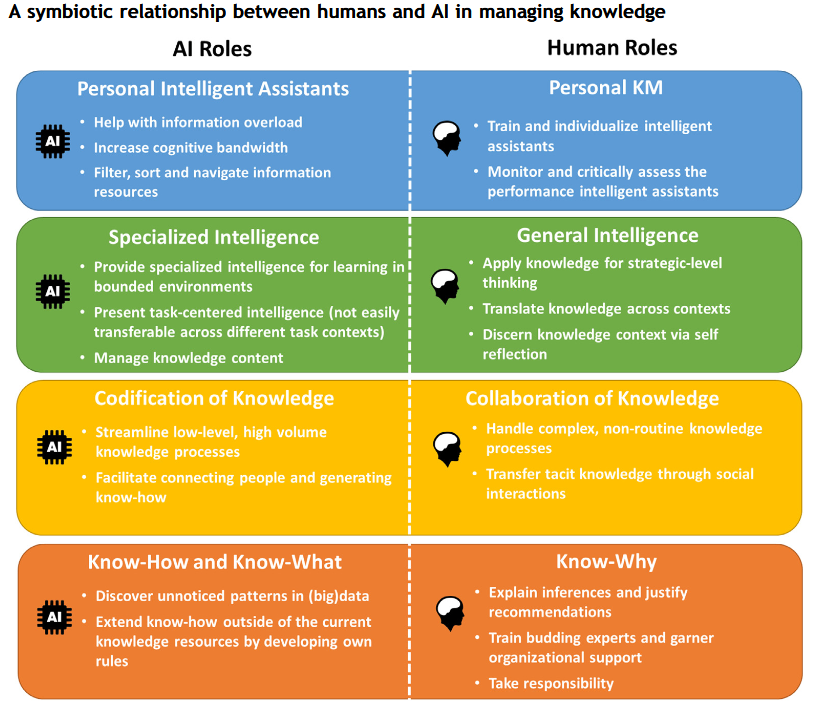 A symbiotic relationship between humans and AI in managing knowledge
AI Roles
Human Roles
Personal Intelligent Assistants
AI
• Help with information overload
• Increase cognitive bandwidth
• Filter, sort and navigate information
resources
Personal KM
• Train and individualize intelligent
assistants
• Monitor and critically assess the
performance intelligent assistants
Specialized Intelligence
AI
• Provide specialized intelligence for learning in
bounded environments
• Present task-centered intelligence (not easily
transferable across different task contexts)
• Manage knowledge content
General Intelligence
• Apply knowledge for strategic-level
thinking
• Translate knowledge across contexts
• Discern knowledge context via self
reflection
Codification of Knowledge
AI
• Streamline low-level, high volume
knowledge processes
• Facilitate connecting people and generating
know-how
Collaboration of Knowledge
• Handle complex, non-routine knowledge
processes
• Transfer tacit knowledge through social
interactions
Know-How and Know-What
AI
• Discover unnoticed patterns in (big)data
• Extend know-how outside of the current
knowledge resources by developing own
rules
Know-Why
• Explain inferences and justify
recommendations
• Train budding experts and garner
organizational support
• Take responsibility